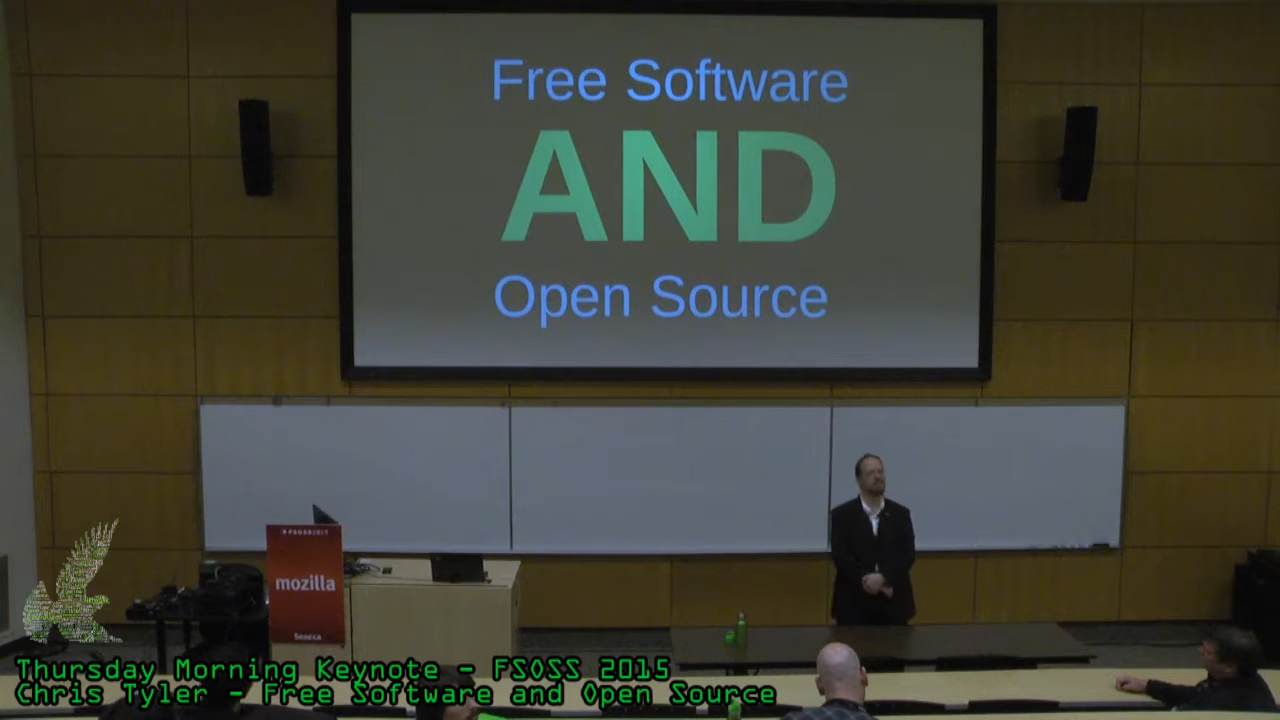 Free Software
AND
Open Source
mozilla
Seneca
Thursday Morning Keynote - FSOSS 2015
Chris Tyler - Free Software and Open Source